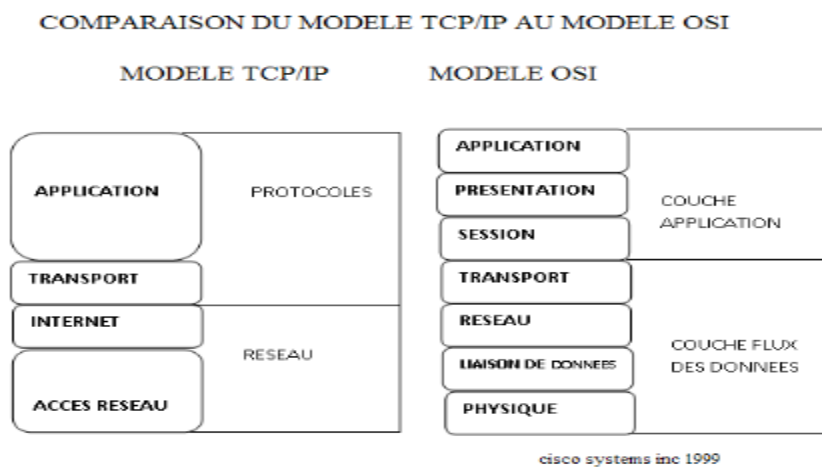 COMPARAISON DU MODELE TCP/IP AU MODELE OSI
MODELE TCP/IP
MODELE OSI
APPLICATION
PROTOCOLES
TRANSPORT
INTERNET
RESEAU
ACCES RESEAU
APPLICATION
PRESENTATION
SESSION
COUCHE
APPLICATION
TRANSPORT
RESEAU
LIAISON DE DONNEES
PHYSIQUE
COUCHE FLUX
DES DONNEES
cisco systems inc 1999